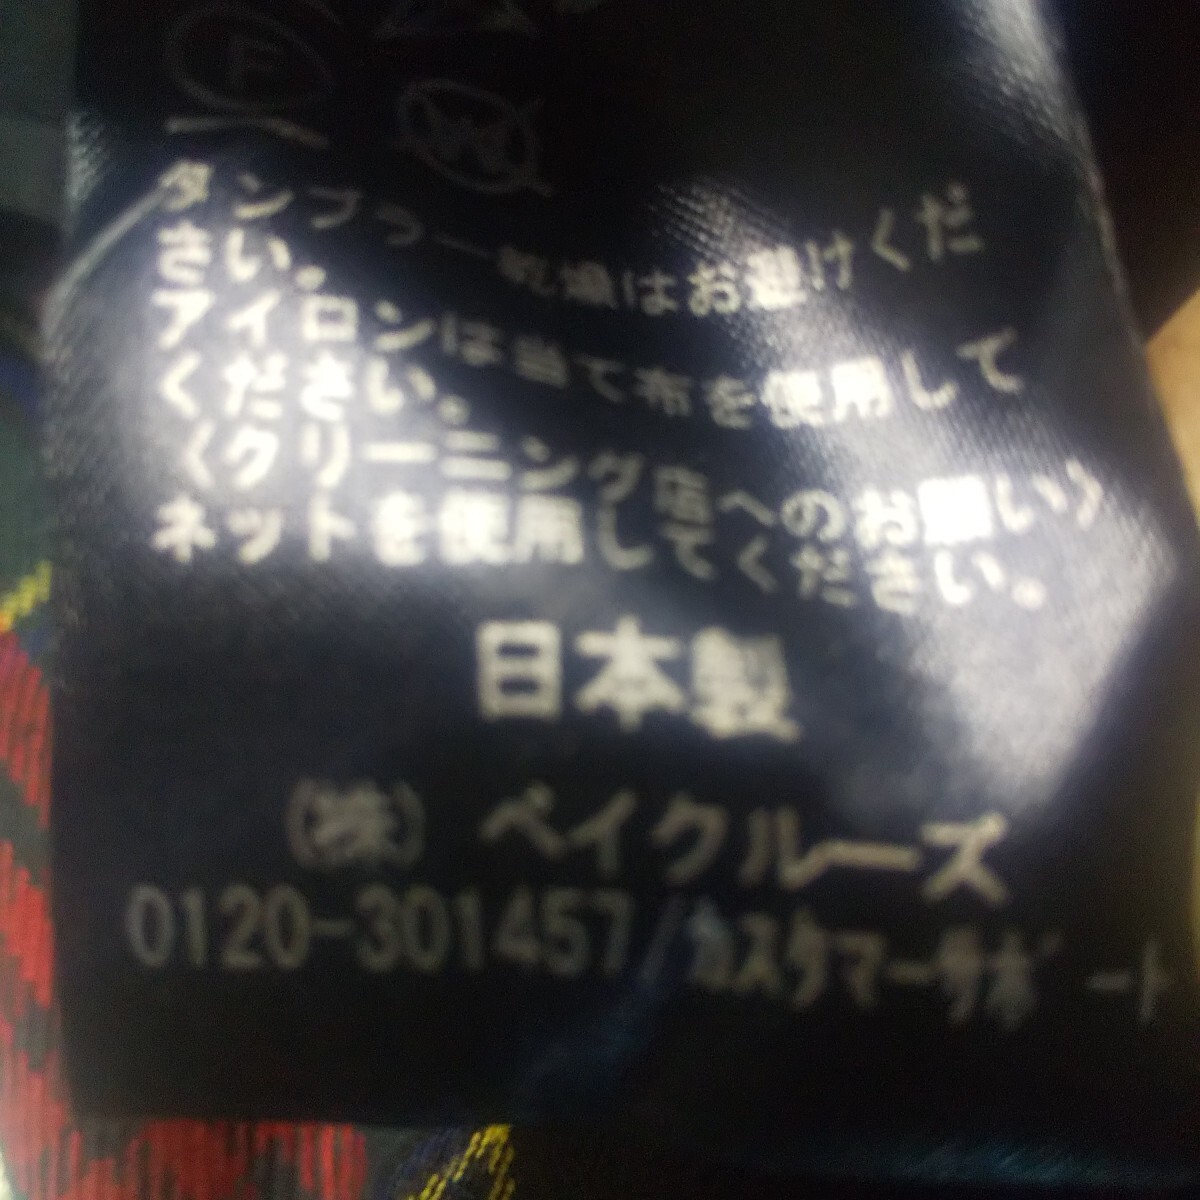 F
W
タンブラー乾燥はお避けくだ
さい。
アイロンは当て布を使用して
ください。
〈クリーニング店へのお願い〉
ネットを使用してください。
日本製
(株) ベイクルーズ
0120-301457/カスタマーサポート